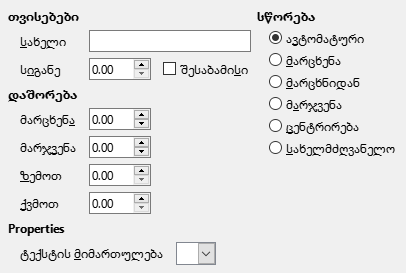 თვისებები
სახელი
სიგანე 0.00 შესაბამისი
დაშორება
მარცხენა 0.00
მარჯვენა 0.00
ზემოთ 0.00
ქვმოთ 0.00
Properties
ტექსტის მიმართულება
სწორება
ავტომატური
მარცხენა
მარცხნიდან
მარჯვენა
ცენტრირება
სახელმძღვანელო